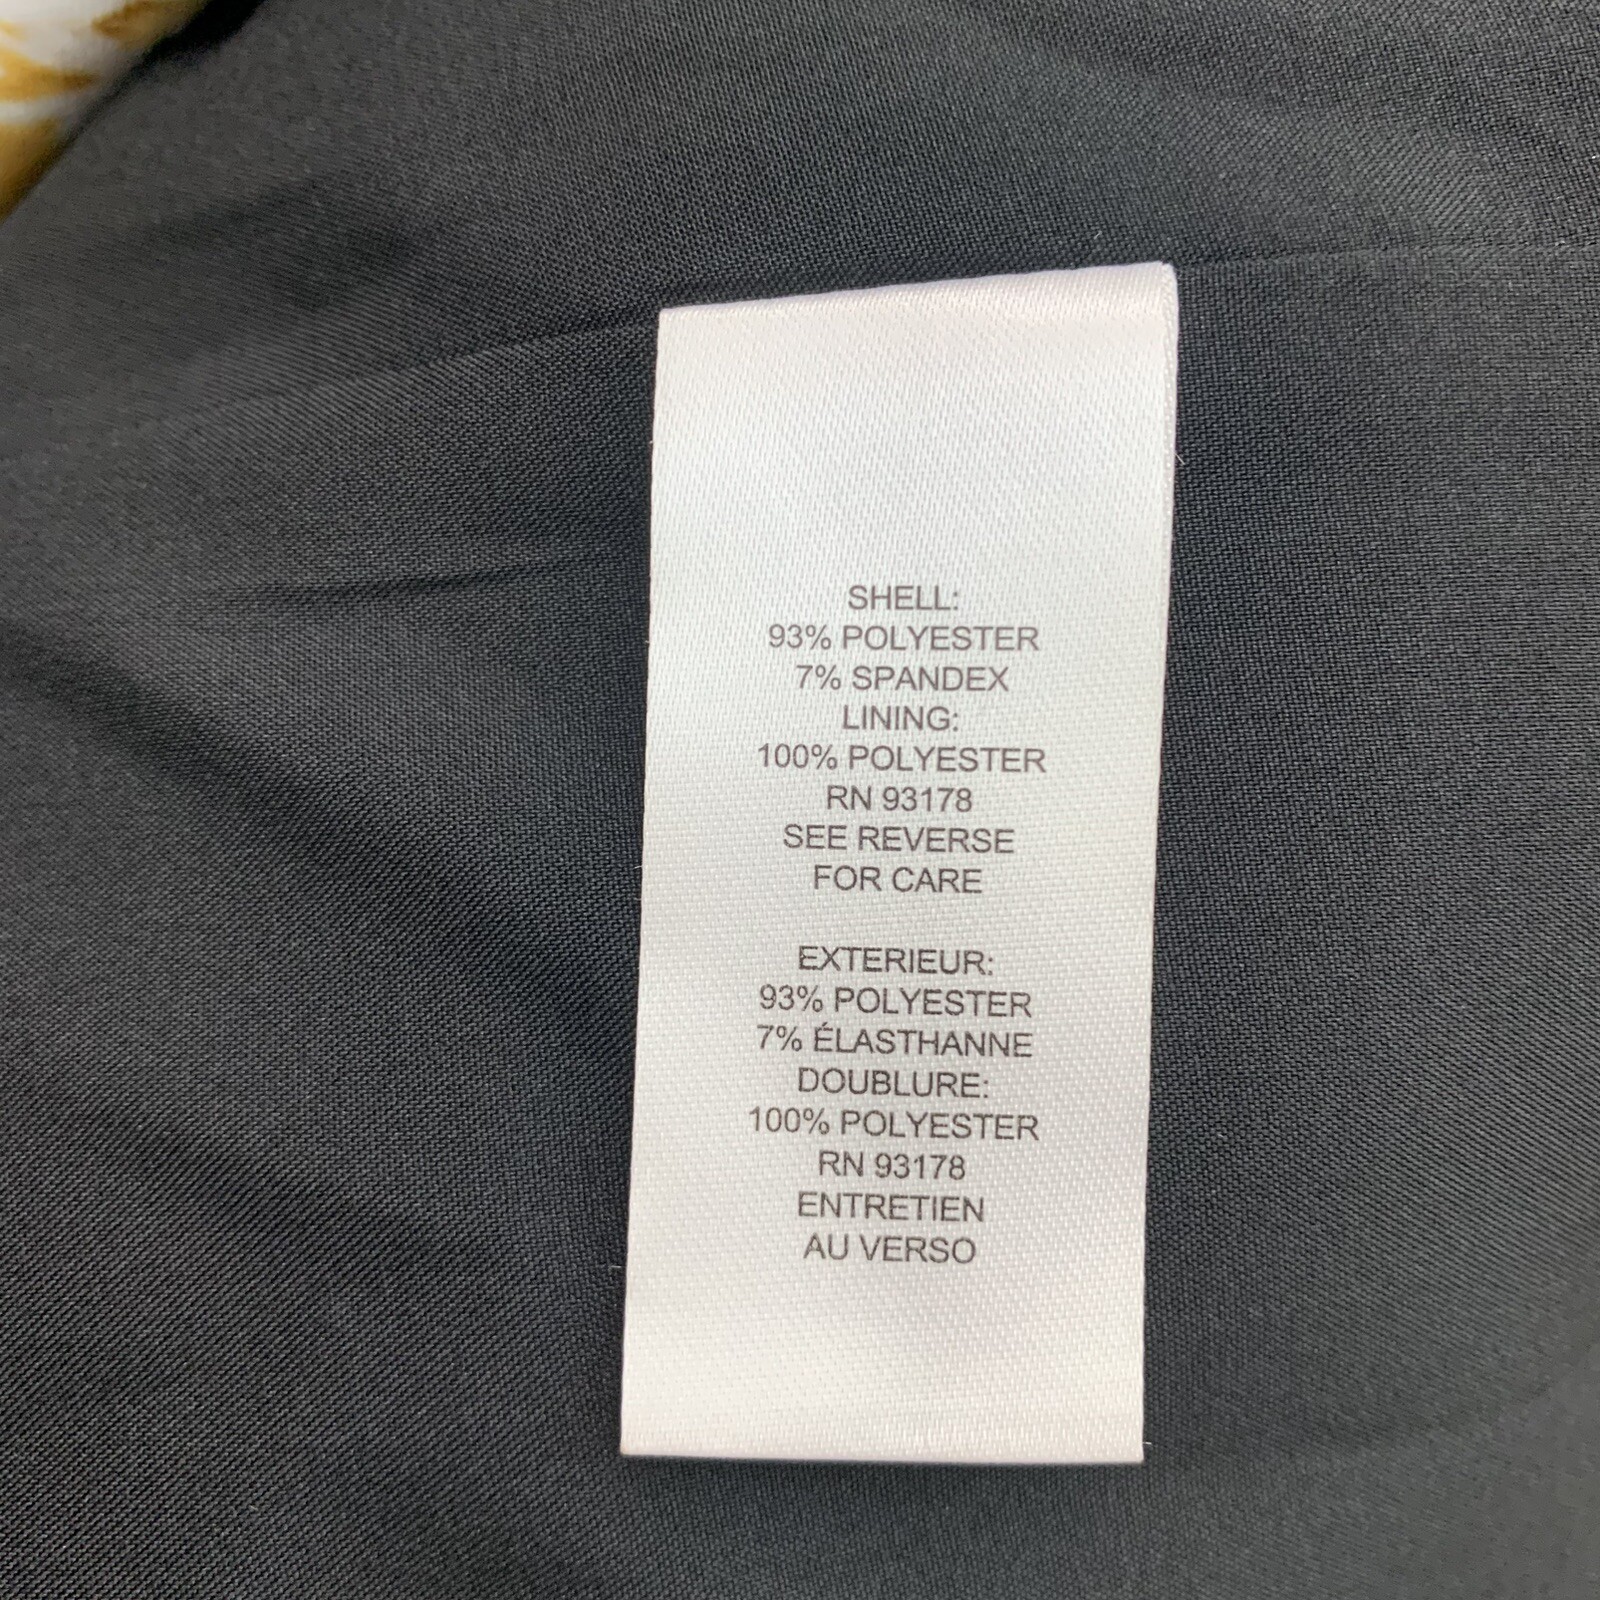 SHELL:
93% POLYESTER
7% SPANDEX
LINING:
100% POLYESTER
RN 93178
SEE REVERSE
FOR CARE
EXTERIEUR:
93% POLYESTER
7% ÉLASTHANNE
DOUBLURE:
100% POLYESTER
RN 93178
ENTRETIEN
AU VERSO